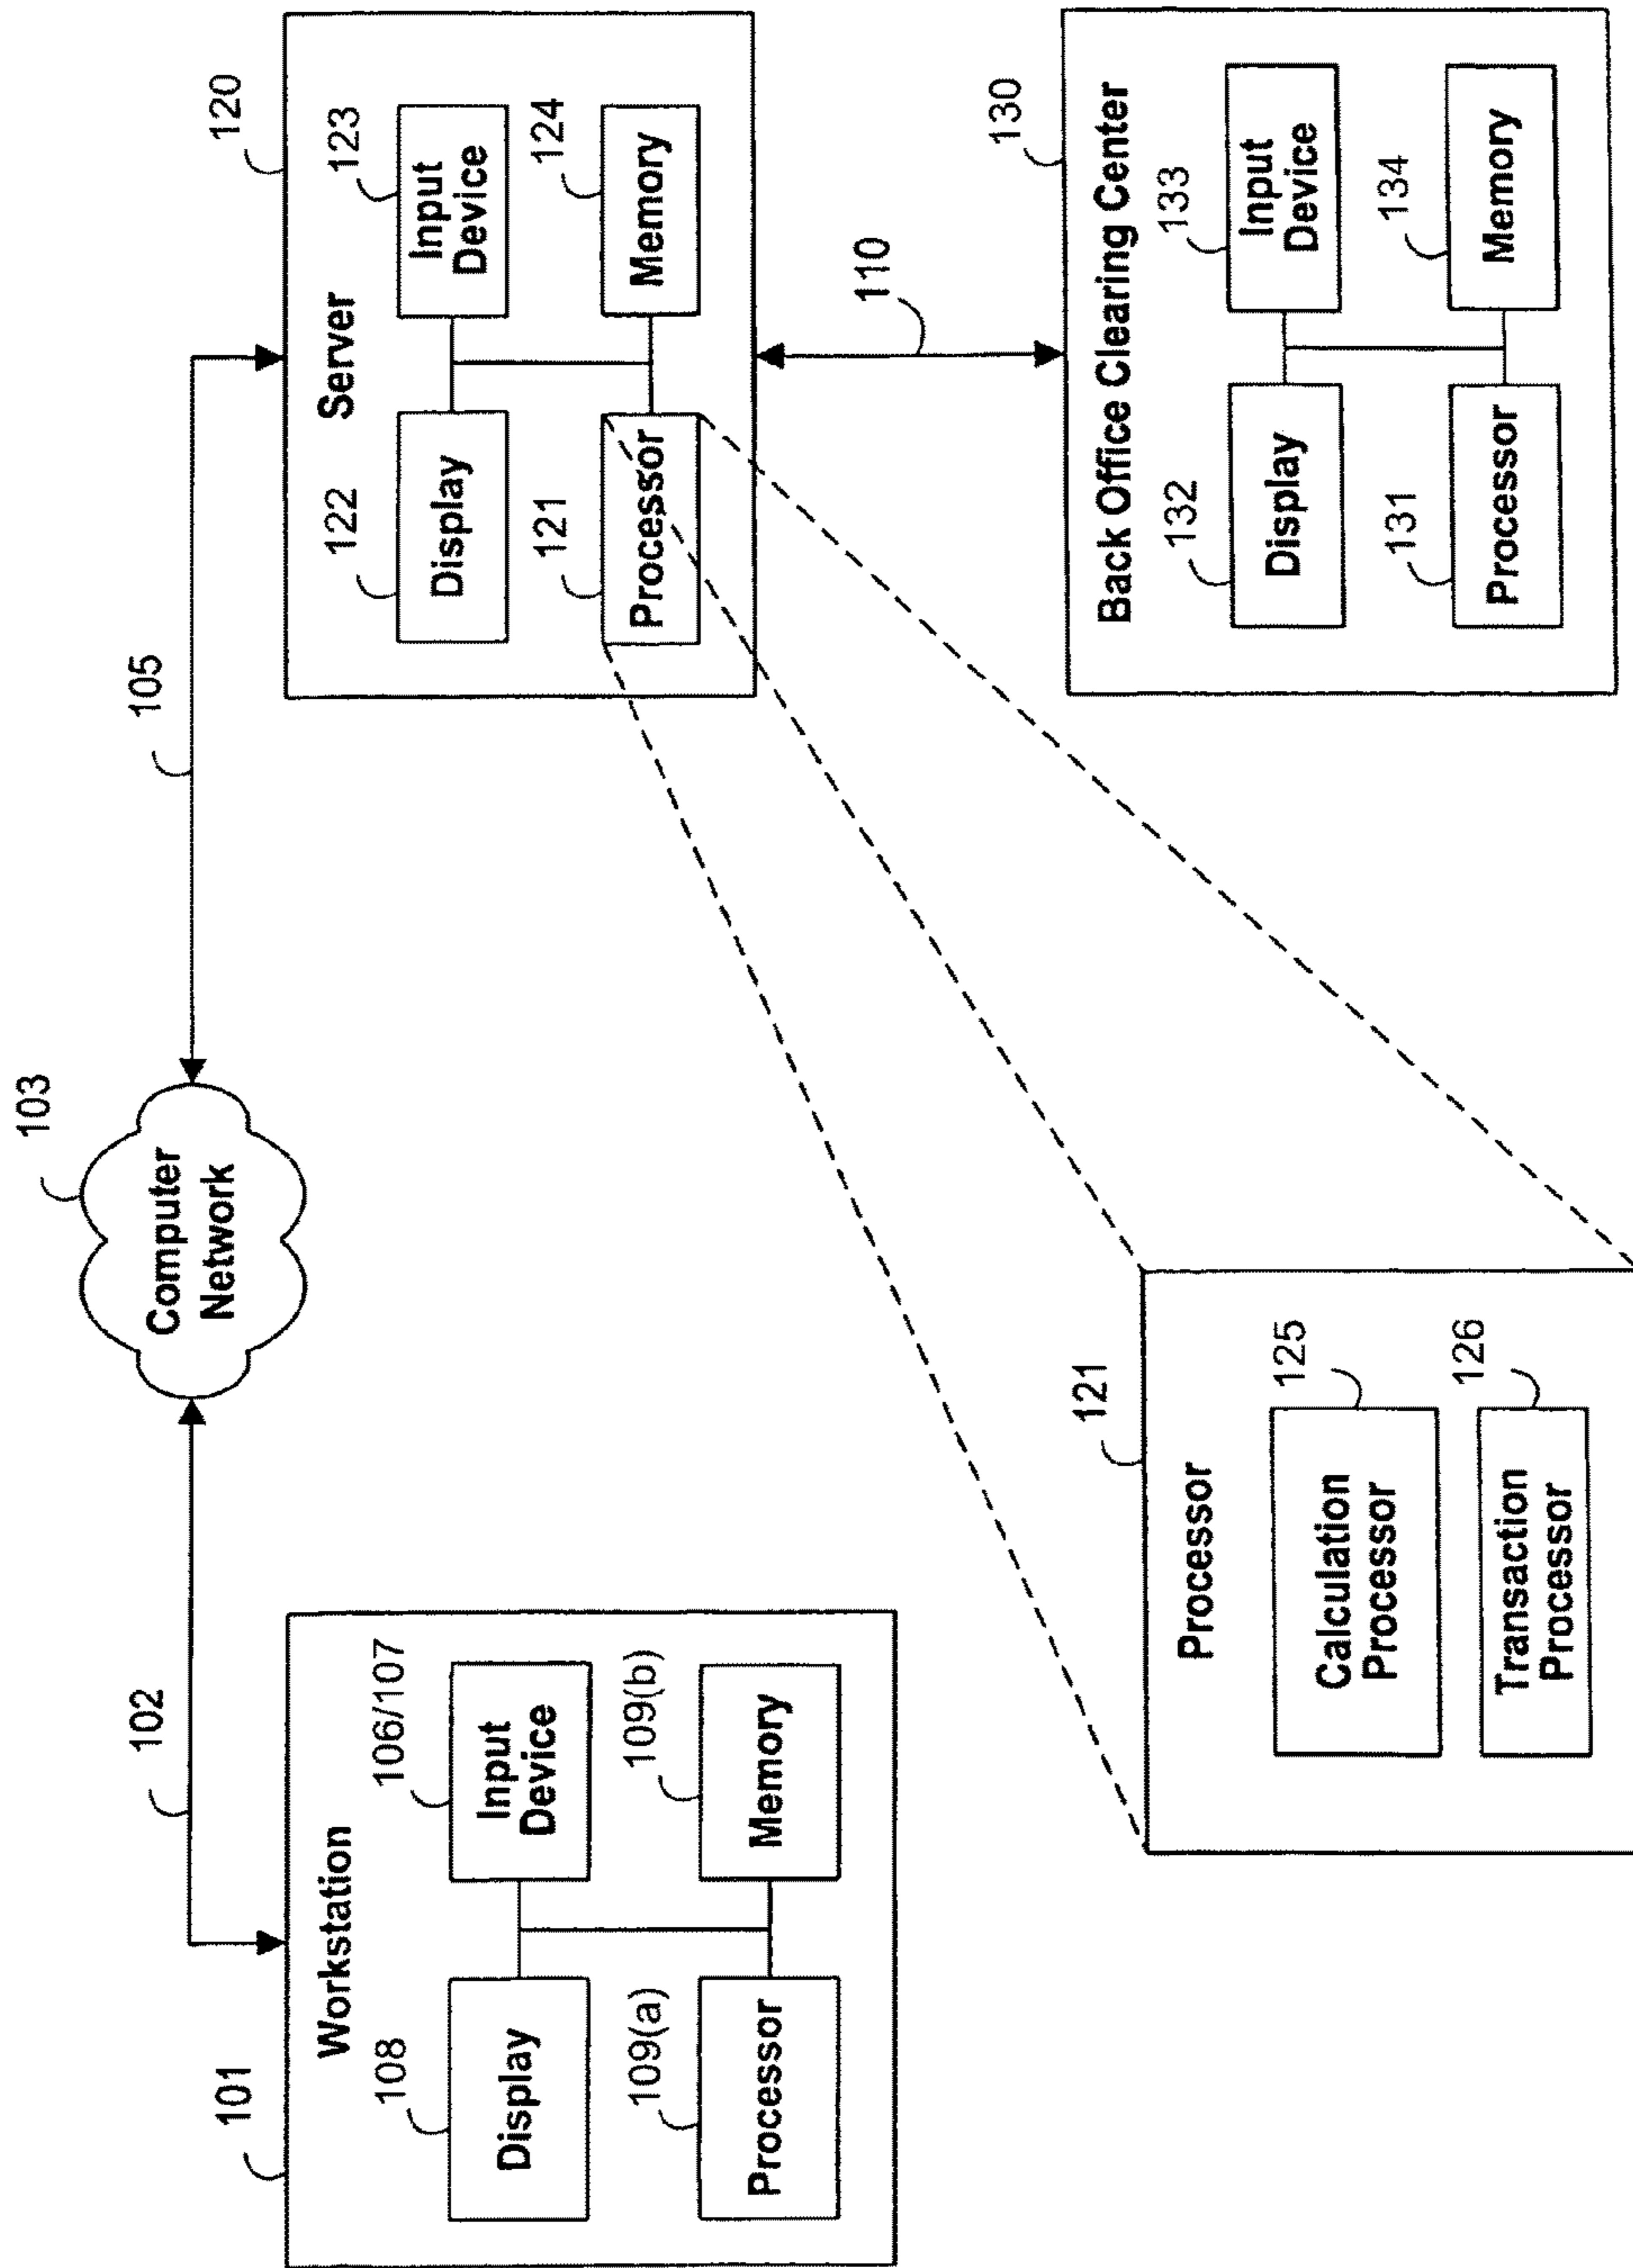 103
Computer
Network
102
105
101
Workstation
108
Display
106/107
Input
Device
109(a)
Processor
109(b)
Memory
120
Server
122
Display
123
Input
Device
121
Processor
124
Memory
110
121
Processor
125
Calculation
Processor
126
Transaction
Processor
130
Back Office Clearing Center
132
Display
133
Input
Device
131
Processor
134
Memory